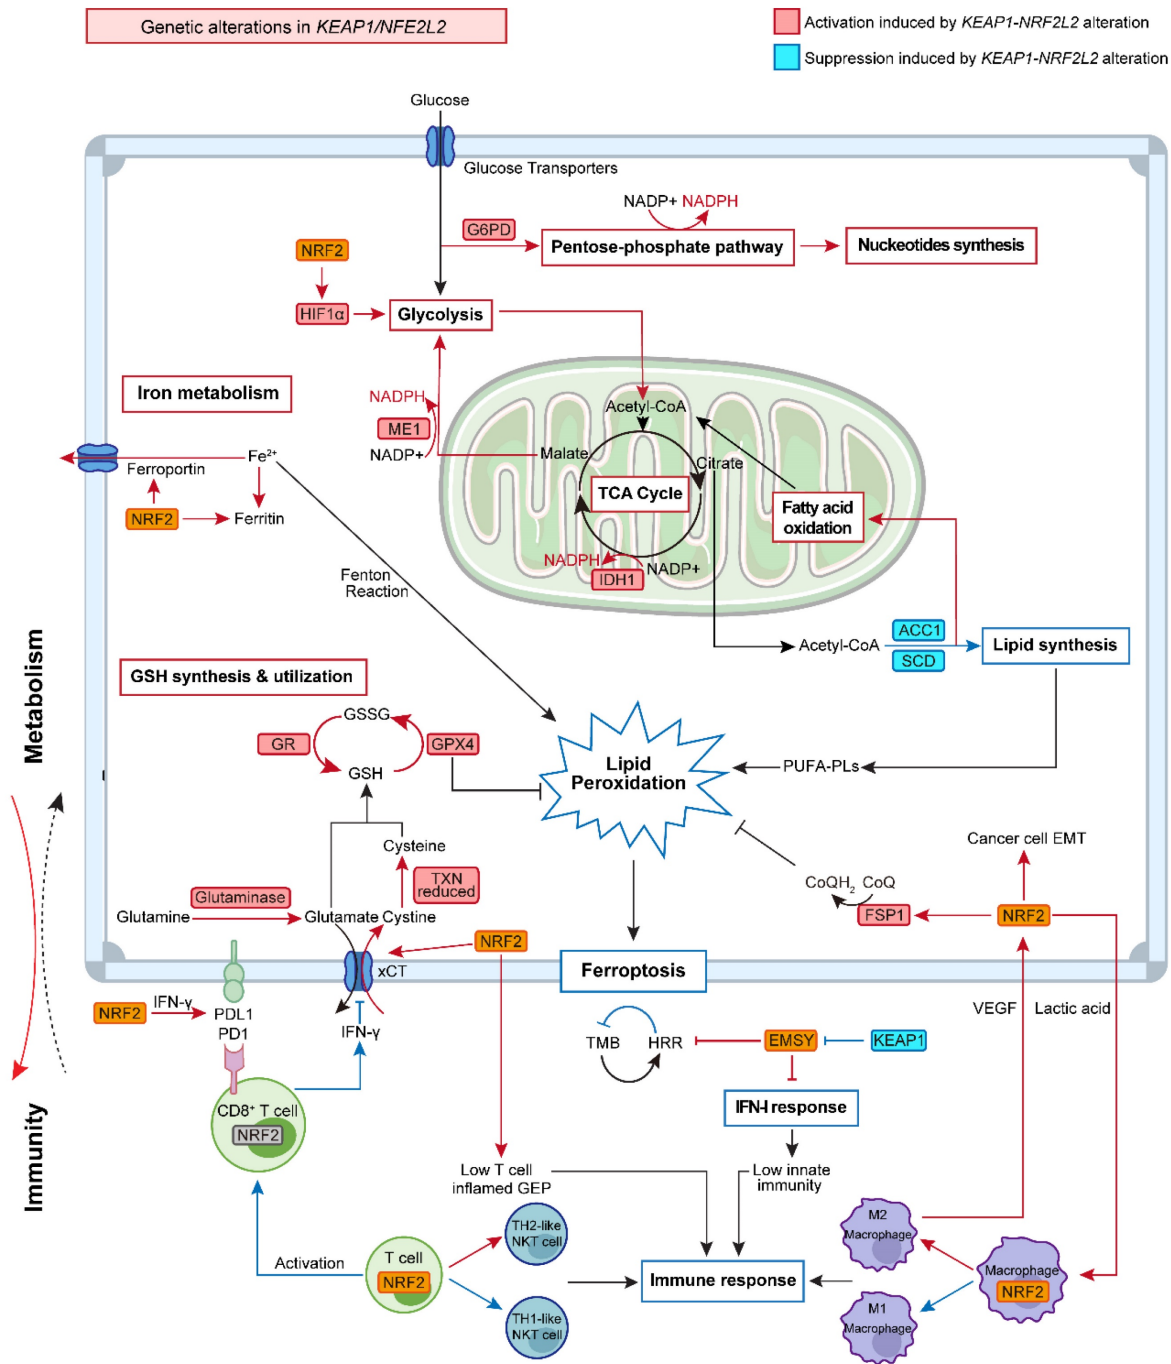 Genetic alterations in KEAP1/NFE2L2
Activation induced by KEAP1-NRF2L2 alteration
Suppression induced by KEAP1-NRF2L2 alteration
Glucose
Glucose Transporters
NADP+ NADPH
G6PD
Pentose-phosphate pathway
Nuckeotides synthesis
NRF2
HIF1α
Glycolysis
Iron metabolism
NADPH
ME1
NADP+
Acetyl-CoA
Malate
Citrate
TCA Cycle
Fatty acid
oxidation
NADPH
NADP+
IDH1
Fe2+
Ferroportin
NRF2
Ferritin
Fenton
Reaction
Acetyl-CoA
ACC1
SCD
Lipid synthesis
Metabolism
GSH synthesis & utilization
GSSG
GR
GPX4
GSH
Lipid
Peroxidation
PUFA-PLs
Cysteine
TXN
reduced
Glutaminase
Glutamine
Glutamate Cystine
NRF2
xCT
Cancer cell EMT
CoQH2 CoQ
FSP1
NRF2
Ferroptosis
NRF2
IFN-γ
PDL1
PD1
IFN-γ
VEGF
Lactic acid
TMB
HRR
EMSY
KEAP1
IFN-I response
Immunity
CD8+ T cell
NRF2
Low T cell
inflamed GEP
Low innate
immunity
Activation
T cell
NRF2
TH2-like
NKT cell
TH1-like
NKT cell
Immune response
M2
Macrophage
M1
Macrophage
Macrophage
NRF2